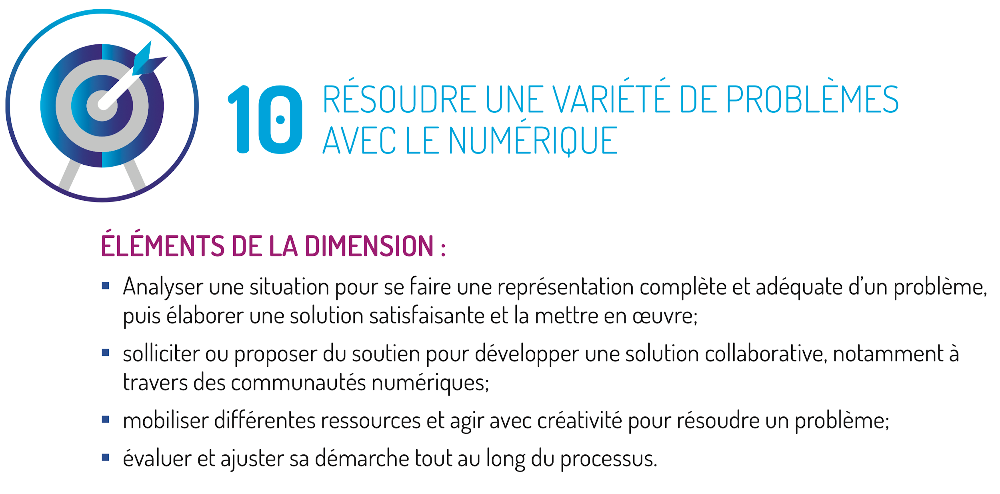 10 RÉSOUDRE UNE VARIÉTÉ DE PROBLÈMES
AVEC LE NUMÉRIQUE
ÉLÉMENTS DE LA DIMENSION :
▪ Analyser une situation pour se faire une représentation complète et adéquate d’un problème,
puis élaborer une solution satisfaisante et la mettre en œuvre;
▪ solliciter ou proposer du soutien pour développer une solution collaborative, notamment à
travers des communautés numériques;
▪ mobiliser différentes ressources et agir avec créativité pour résoudre un problème;
▪ évaluer et ajuster sa démarche tout au long du processus.